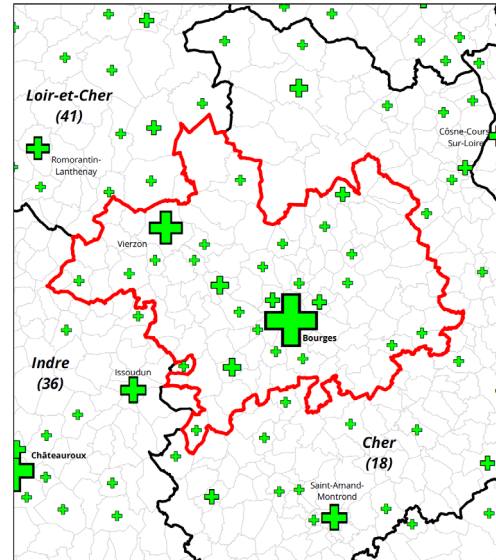 Loir-et-Cher
(41)
Cosne-Cours-
Sur-Loire
Romorantin-
Lanthenay
Vierzon
Bourges
Indre
(36)
Issoudun
Cher
(18)
Châteauroux
Saint-Amand-
Montrond